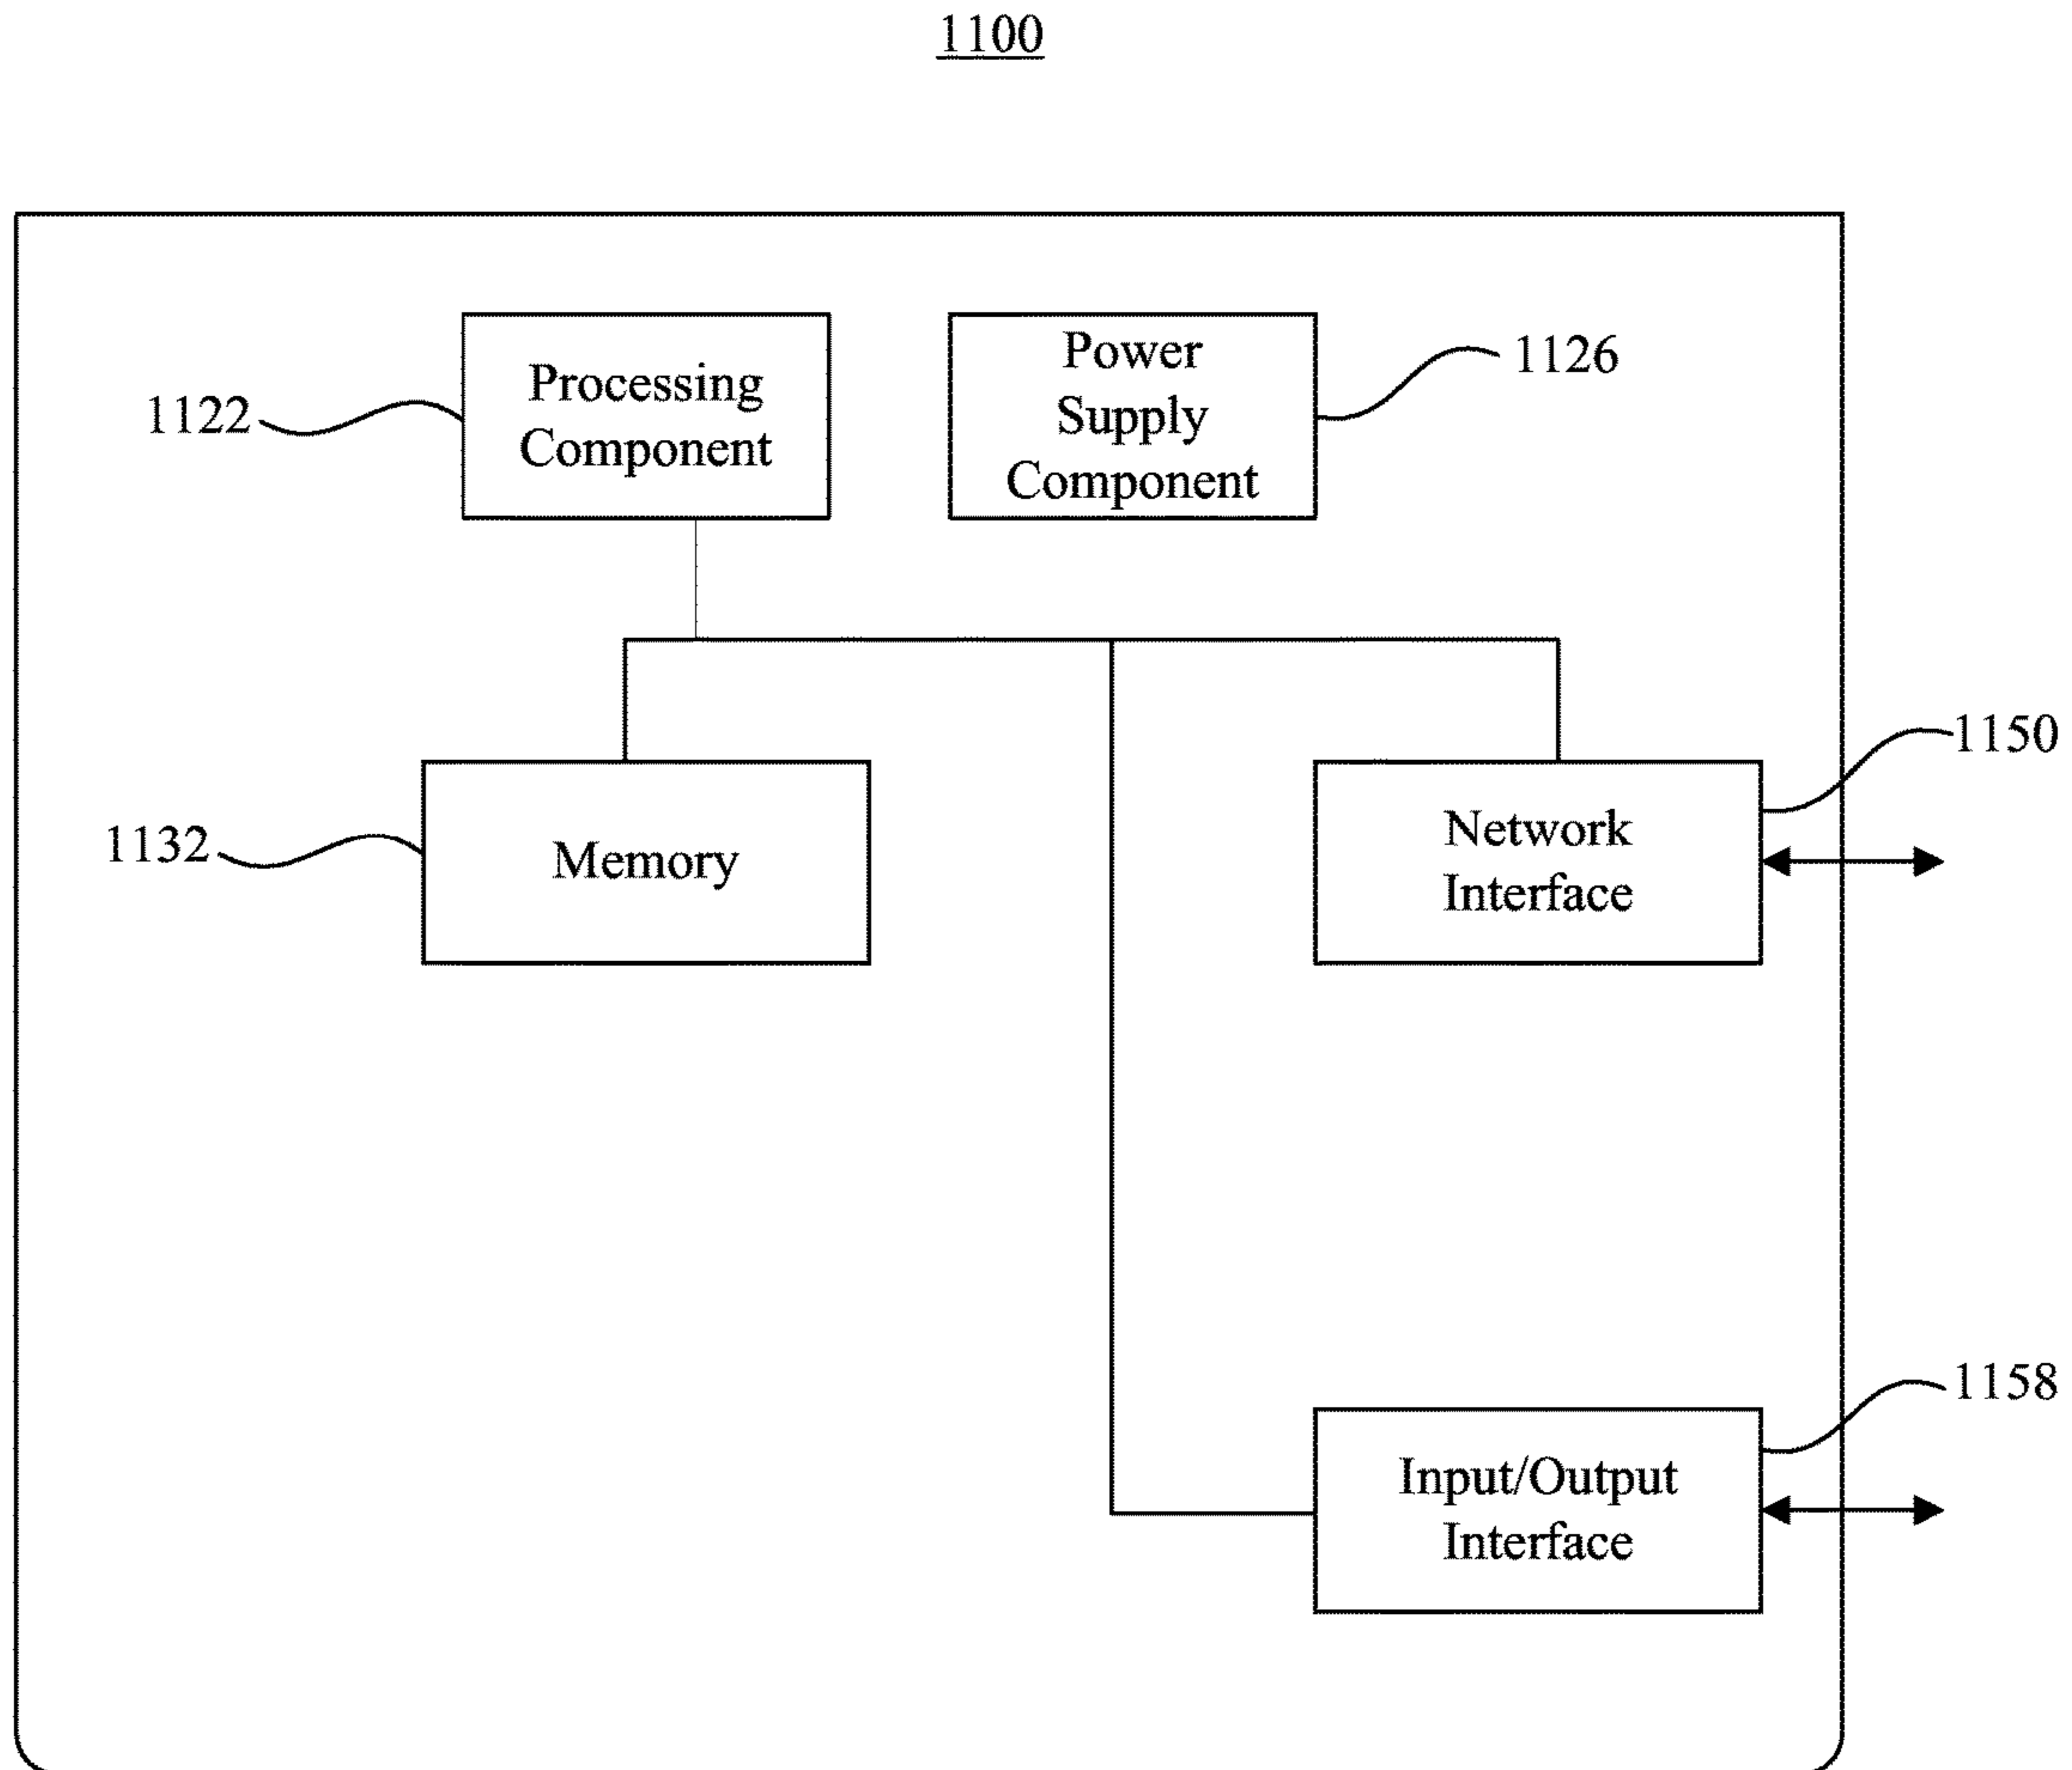 1100
Processing
Component
1122
Power
Supply
Component
1126
Memory
1132
Network
Interface
1150
Input/Output
Interface
1158